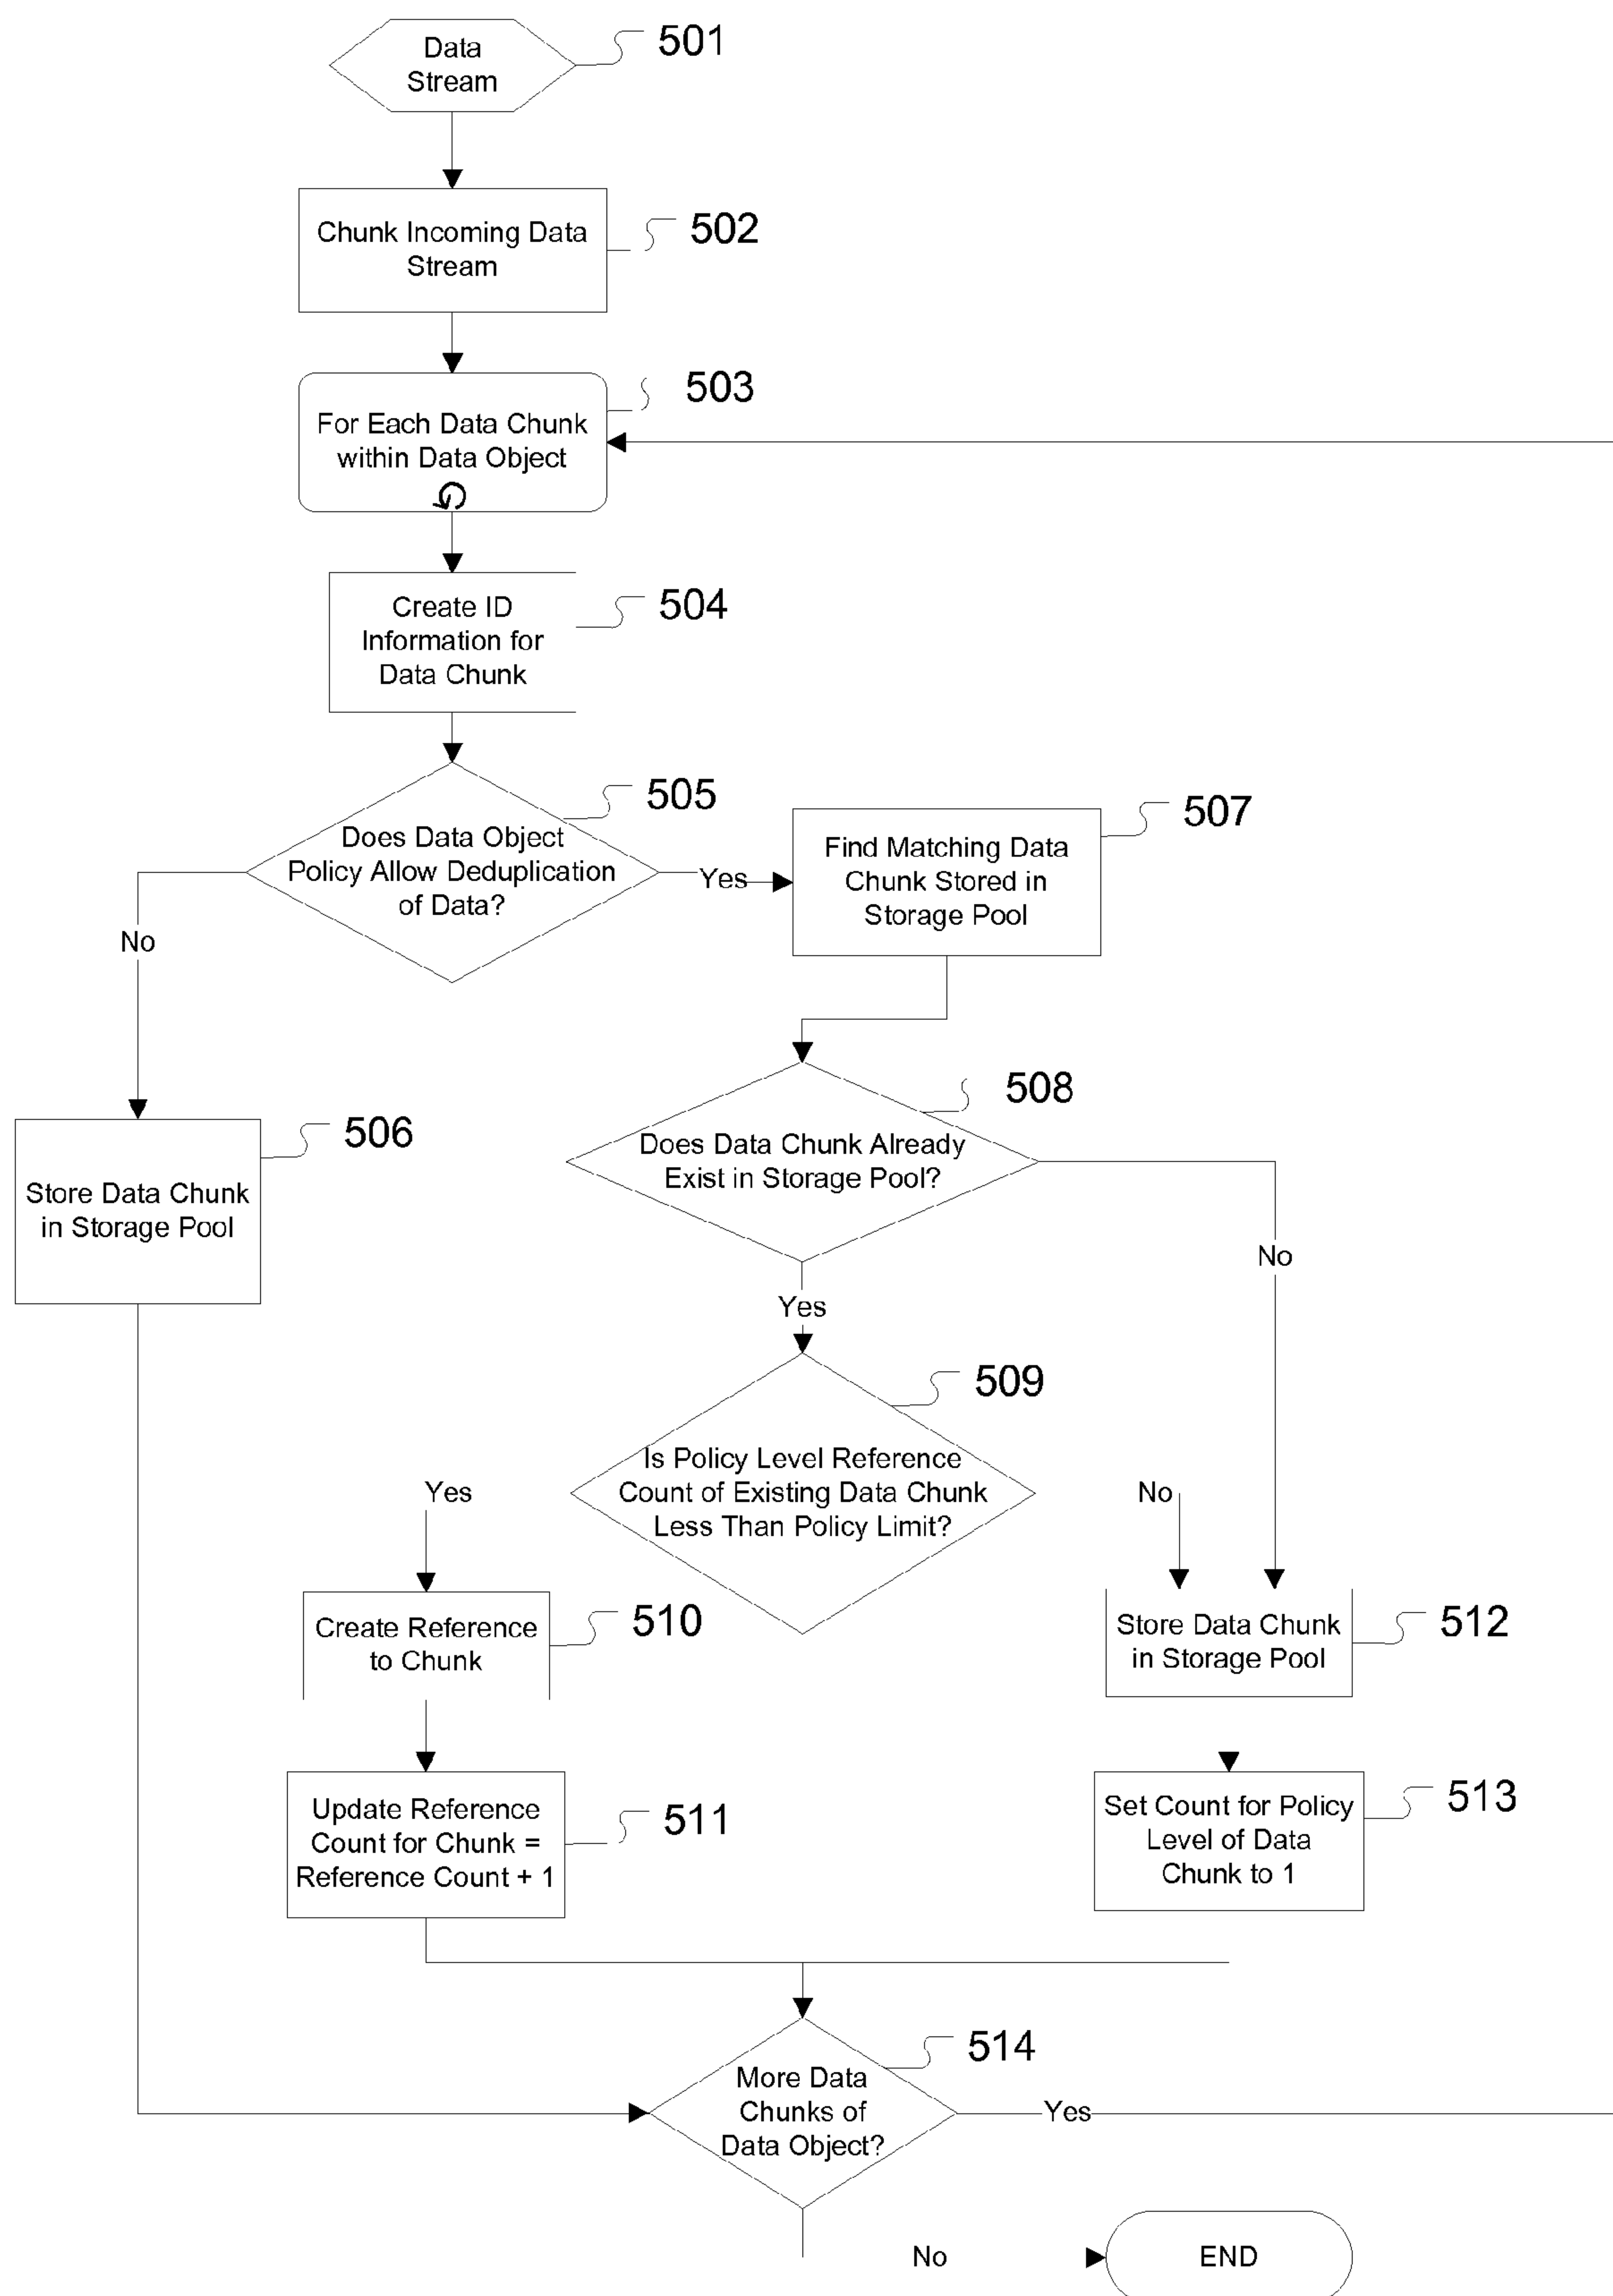 Data
Stream
501
Chunk Incoming Data
Stream
502
For Each Data Chunk
within Data Object
503
Create ID
Information for
Data Chunk
504
Does Data Object
Policy Allow Deduplication
of Data?
505
Yes
No
Find Matching Data
Chunk Stored in
Storage Pool
507
Store Data Chunk
in Storage Pool
506
Does Data Chunk Already
Exist in Storage Pool?
508
No
Yes
Is Policy Level Reference
Count of Existing Data Chunk
Less Than Policy Limit?
509
Yes
No
Create Reference
to Chunk
510
Store Data Chunk
in Storage Pool
512
Update Reference
Count for Chunk =
Reference Count + 1
511
Set Count for Policy
Level of Data
Chunk to 1
513
More Data
Chunks of
Data Object?
514
Yes
No
END